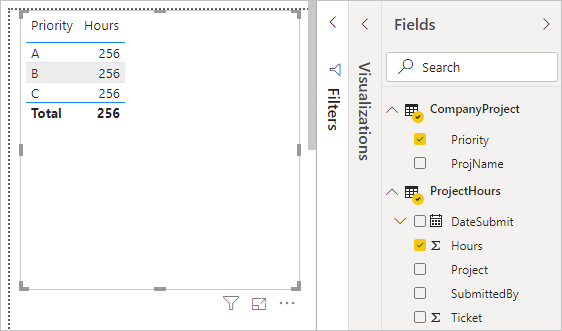 Priority Hours
A 256
B 256
C 256
Total 256
Filters
Visualizations
Fields
Search
CompanyProject
Priority
ProjName
ProjectHours
DateSubmit
Σ Hours
Project
SubmittedBy
Σ Ticket